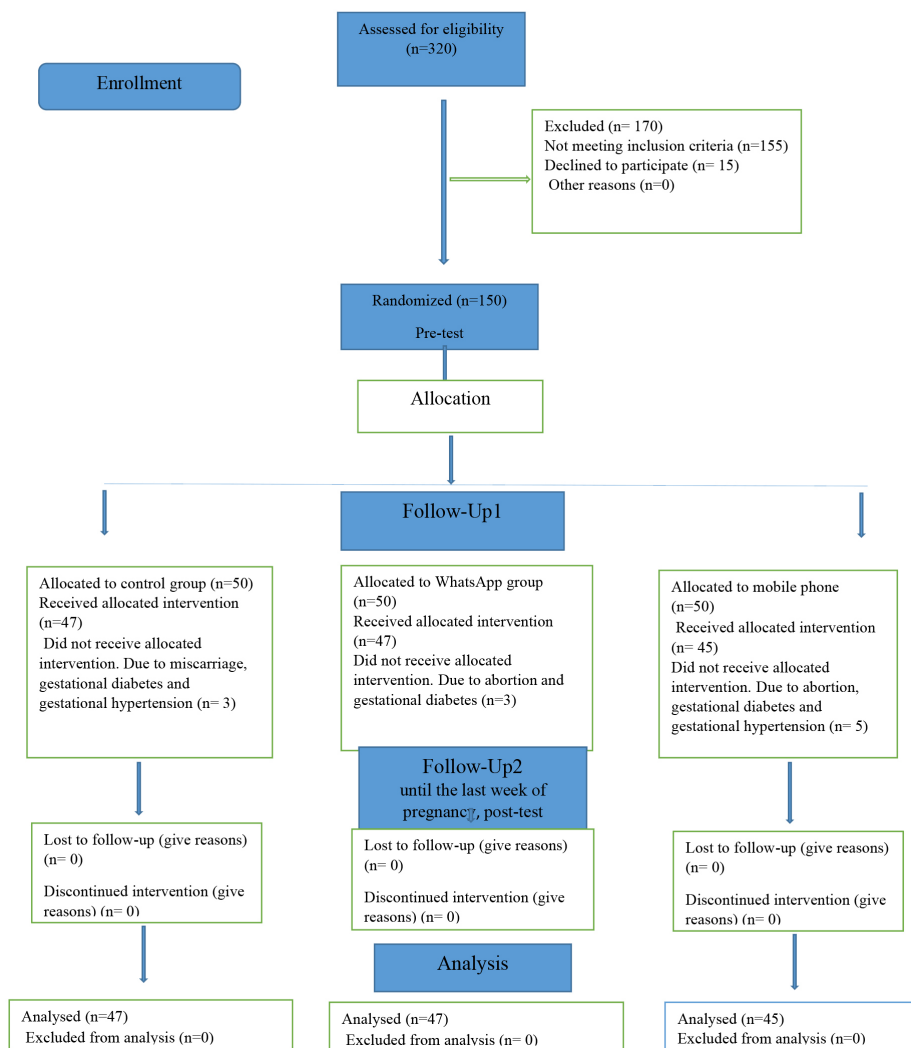 Assessed for eligibility
(n=320)
Enrollment
Excluded (n= 170)
Not meeting inclusion criteria (n=155)
Declined to participate (n= 15)
Other reasons (n=0)
Randomized (n=150)
Pre-test
Allocation
Follow-Up1
Allocated to control group (n=50)
Received allocated intervention
(n=47)
Did not receive allocated
intervention. Due to miscarriage,
gestational diabetes and
gestational hypertension (n= 3)
Allocated to WhatsApp group
(n=50)
Received allocated intervention
(n=47)
Did not receive allocated
intervention. Due to abortion and
gestational diabetes (n=3)
Allocated to mobile phone
(n=50)
Received allocated intervention
(n= 45)
Did not receive allocated
intervention. Due to abortion,
gestational diabetes and
gestational hypertension (n= 5)
Follow-Up2
until the last week of
pregnancy, post-test
Lost to follow-up (give reasons)
(n= 0)
Discontinued intervention (give
reasons) (n= 0)
Lost to follow-up (give reasons)
(n= 0)
Discontinued intervention (give
reasons) (n= 0)
Lost to follow-up (give reasons)
(n= 0)
Discontinued intervention (give
reasons) (n= 0)
Analysis
Analysed (n=47)
Excluded from analysis (n=0)
Analysed (n=47)
Excluded from analysis (n= 0)
Analysed (n=45)
Excluded from analysis (n=0)